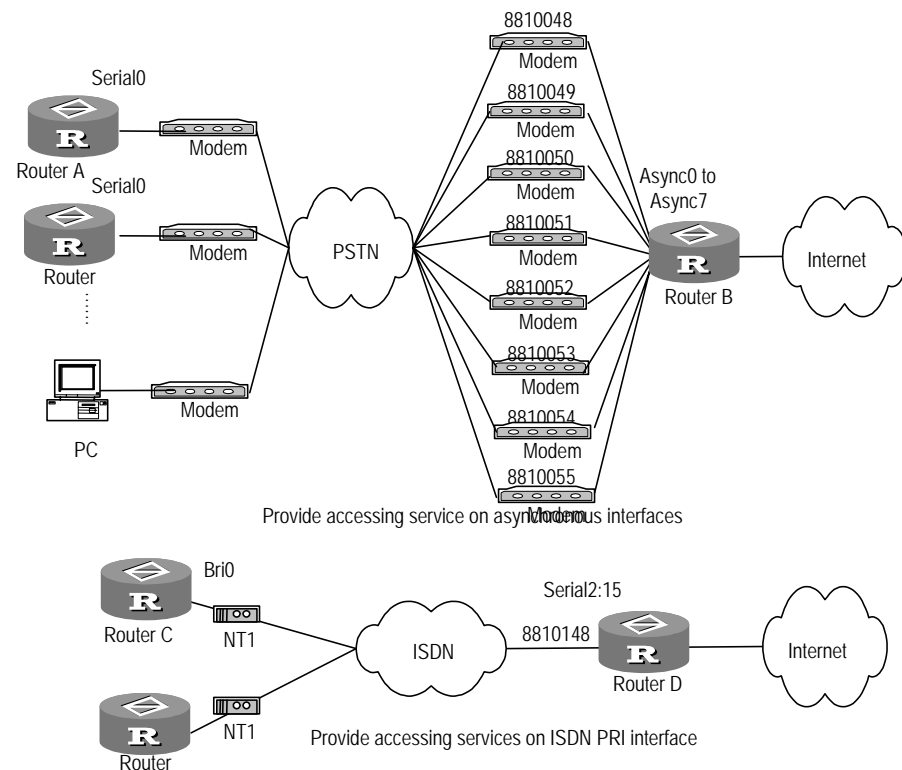 8810048
Modem
Serial0
R
Router A
Modem
8810049
Modem
8810050
Modem
Async0 to
Async7
Serial0
R
Router
Modem
PSTN
8810051
Modem
R
Router B
Internet
8810052
Modem
8810053
Modem
PC
Modem
8810054
Modem
8810055
Modem
Provide accessing service on asynchronous interfaces
Bri0
R
Router C
NT1
ISDN
8810148
Serial2:15
R
Router D
Internet
R
Router
NT1
Provide accessing services on ISDN PRI interface